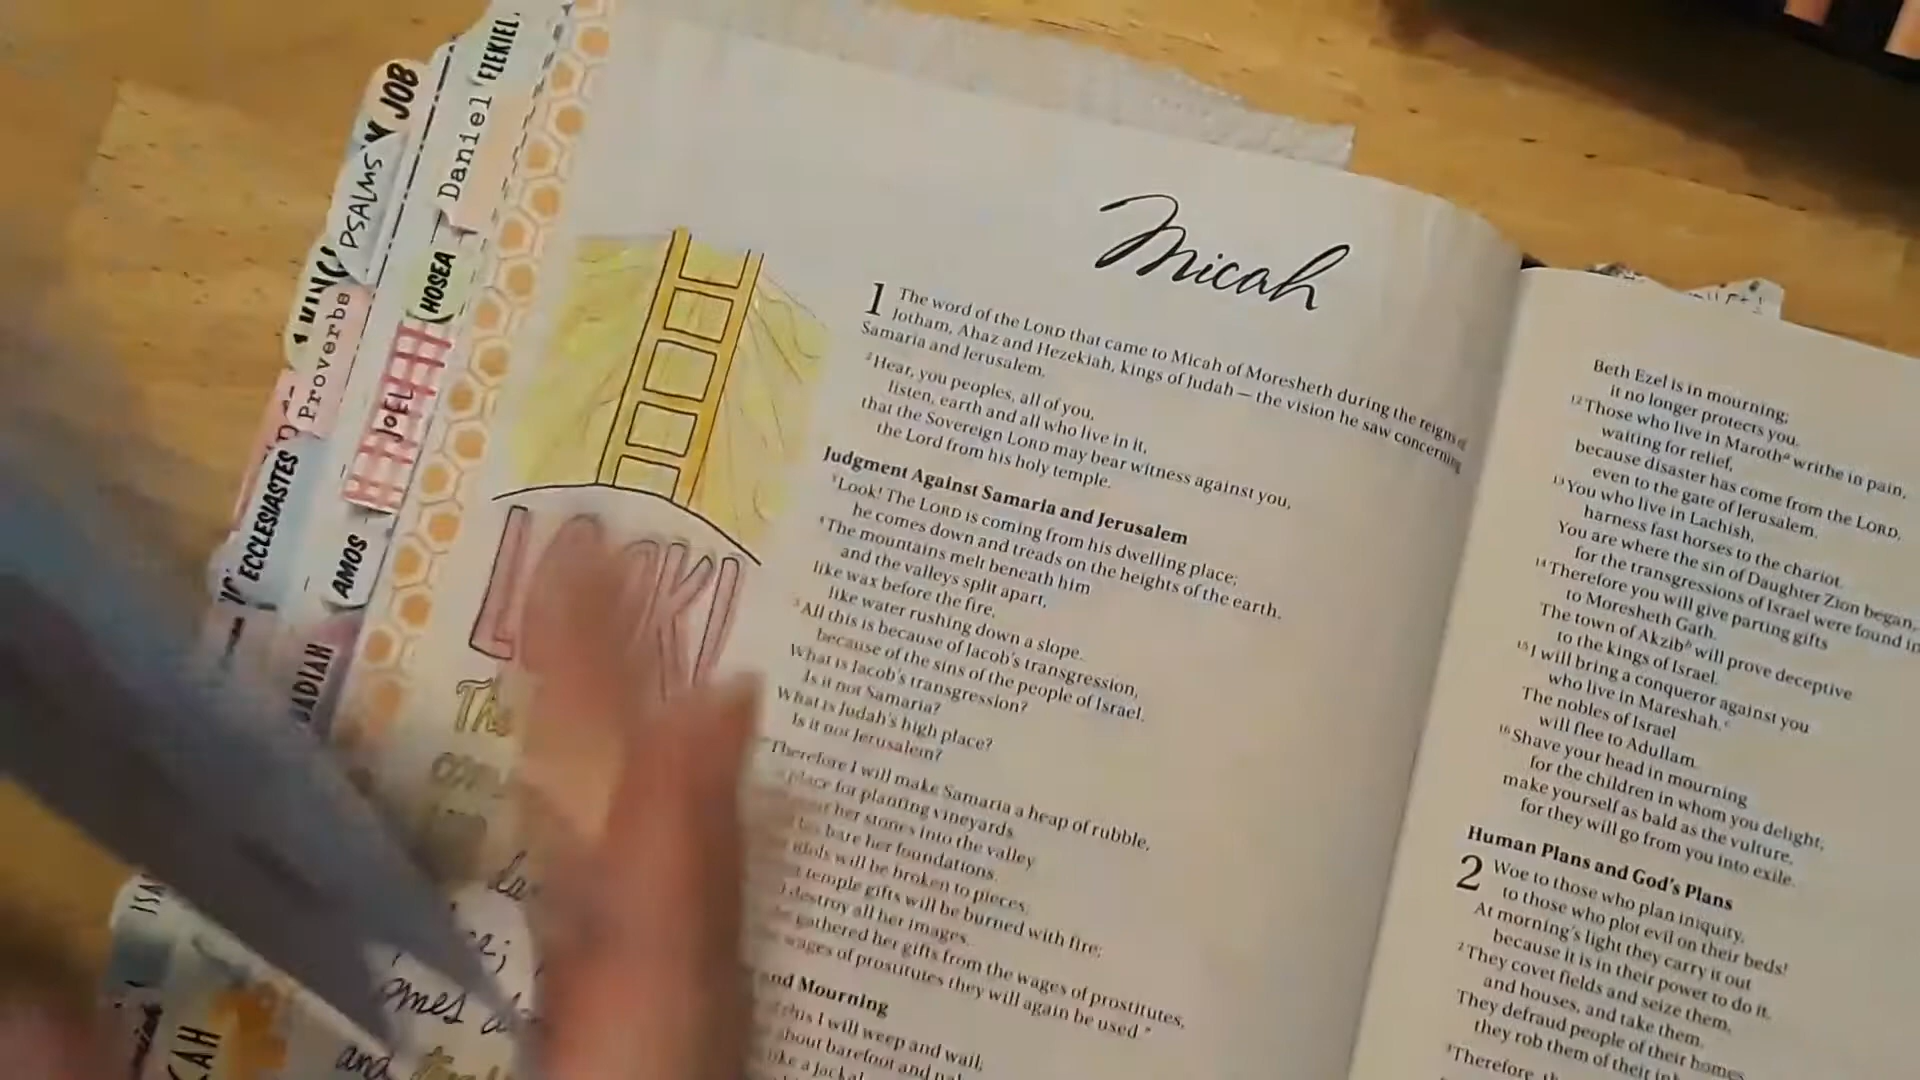 EZEKIEL
JOB
Daniel
PSALMS
HOSEA
Proverbs
JOEL
ECCLESIASTES
AMOS
ADIAH
ISA
CAH
LOOK!
The
and
Micah
1 The word of the LORD that came to Micah of Moresheth during the reigns of
Jotham, Ahaz and Hezekiah, kings of Judah — the vision he saw concerning
Samaria and Jerusalem.
2 Hear, you peoples, all of you,
listen, earth and all who live in it,
that the Sovereign LORD may bear witness against you,
the Lord from his holy temple.
Judgment Against Samaria and Jerusalem
3 Look! The LORD is coming from his dwelling place;
he comes down and treads on the heights of the earth.
4 The mountains melt beneath him
and the valleys split apart,
like wax before the fire,
like water rushing down a slope.
5 All this is because of Jacob's transgression,
because of the sins of the people of Israel.
What is Jacob's transgression?
Is it not Samaria?
What is Judah's high place?
Is it not Jerusalem?
Therefore I will make Samaria a heap of rubble,
place for planting vineyards.
her stones into the valley
bare her foundations.
idols will be broken to pieces;
temple gifts will be burned with fire;
destroy all her images.
gathered her gifts from the wages of prostitutes,
wages of prostitutes they will again be used."
and Mourning
this I will weep and wail;
about barefoot and
like a jackal
Beth Ezel is in mourning;
it no longer protects you.
12 Those who live in Maroth a writhe in pain,
waiting for relief,
because disaster has come from the LORD,
even to the gate of Jerusalem.
13 You who live in Lachish,
harness fast horses to the chariot.
You are where the sin of Daughter Zion began,
for the transgressions of Israel were found in
14 Therefore you will give parting gifts
to Moresheth Gath.
The town of Akzib b will prove deceptive
to the kings of Israel.
15 I will bring a conqueror against you
who live in Mareshah. c
The nobles of Israel
will flee to Adullam.
16 Shave your head in mourning
for the children in whom you delight;
make yourself as bald as the vulture,
for they will go from you into exile.
Human Plans and God's Plans
2 Woe to those who plan iniquity,
to those who plot evil on their beds!
At morning's light they carry it out
because it is in their power to do it.
2 They covet fields and seize them,
and houses, and take them.
They defraud people of their homes,
they rob them of their
3 Therefore,